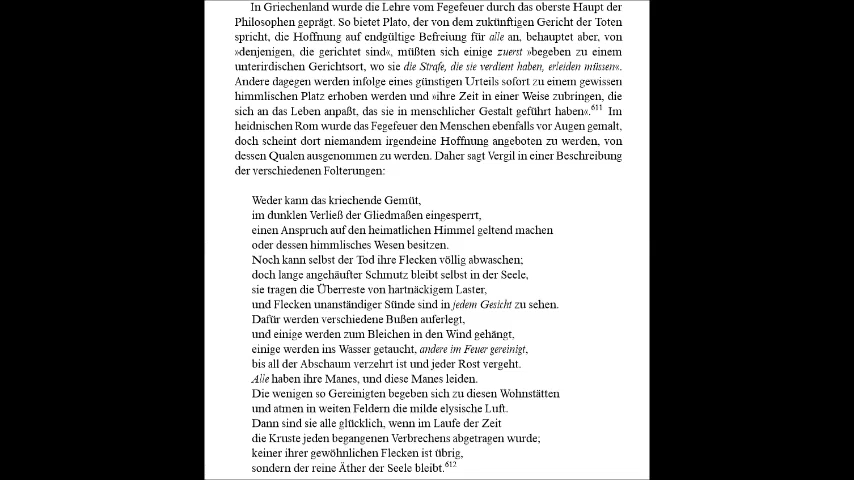 In Griechenland wurde die Lehre vom Fegefeuer durch das oberste Haupt der
Philosophen geprägt. So bietet Plato, der von dem zukünftigen Gericht der Toten
spricht, die Hoffnung auf endgültige Befreiung für alle an, behauptet aber, von
»denjenigen, die gerichtet sind«, müßten sich einige zuerst »begeben zu einem
unterirdischen Gerichtsort, wo sie die Strafe, die sie verdient haben, erleiden müssen«.
Andere dagegen werden infolge eines günstigen Urteils sofort zu einem gewissen
himmlischen Platz erhoben werden und »ihre Zeit in einer Weise zubringen, die
sich an das Leben anpaßt, das sie in menschlicher Gestalt geführt haben«.611 Im
heidnischen Rom wurde das Fegefeuer den Menschen ebenfalls vor Augen gemalt,
doch scheint dort niemandem irgendeine Hoffnung angeboten zu werden, von
dessen Qualen ausgenommen zu werden. Daher sagt Vergil in einer Beschreibung
der verschiedenen Folterungen:
Weder kann das kriechende Gemüt,
im dunklen Verließ der Gliedmaßen eingesperrt,
einen Anspruch auf den heimatlichen Himmel geltend machen
oder dessen himmlisches Wesen besitzen.
Noch kann selbst der Tod ihre Flecken völlig abwaschen;
doch lange angehäufter Schmutz bleibt selbst in der Seele,
sie tragen die Überreste von hartnäckigem Laster,
und Flecken unanständiger Sünde sind in jedem Gesicht zu sehen.
Dafür werden verschiedene Bußen auferlegt,
und einige werden zum Bleichen in den Wind gehängt,
einige werden ins Wasser getaucht, andere im Feuer gereinigt,
bis all der Abschaum verzehrt ist und jeder Rost vergeht.
Alle haben ihre Manes, und diese Manes leiden.
Die wenigen so Gereinigten begeben sich zu diesen Wohnstätten
und atmen in weiten Feldern die milde elysische Luft.
Dann sind sie alle glücklich, wenn im Laufe der Zeit
die Kruste jeden begangenen Verbrechens abgetragen wurde;
keiner ihrer gewöhnlichen Flecken ist übrig,
sondern der reine Äther der Seele bleibt.612